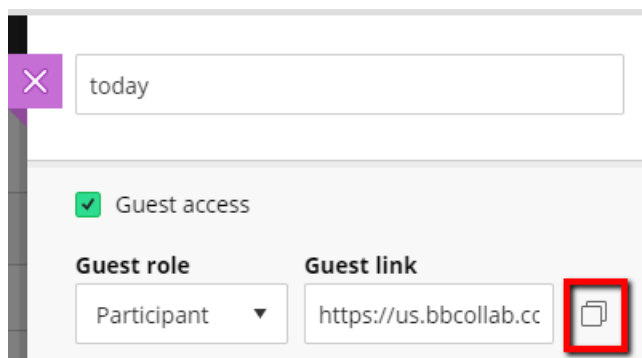 today
Guest access
Guest role
Guest link
Participant
https://us.bbcollab.cc